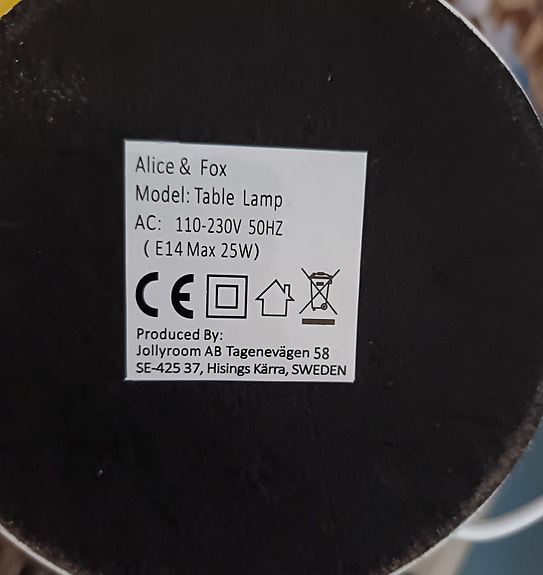 Alice & Fox
Model: Table Lamp
AC: 110-230V 50HZ
( E14 Max 25W)
CE
Produced By:
Jollyroom AB Tagenevägen 58
SE-425 37, Hisings Kärra, SWEDEN